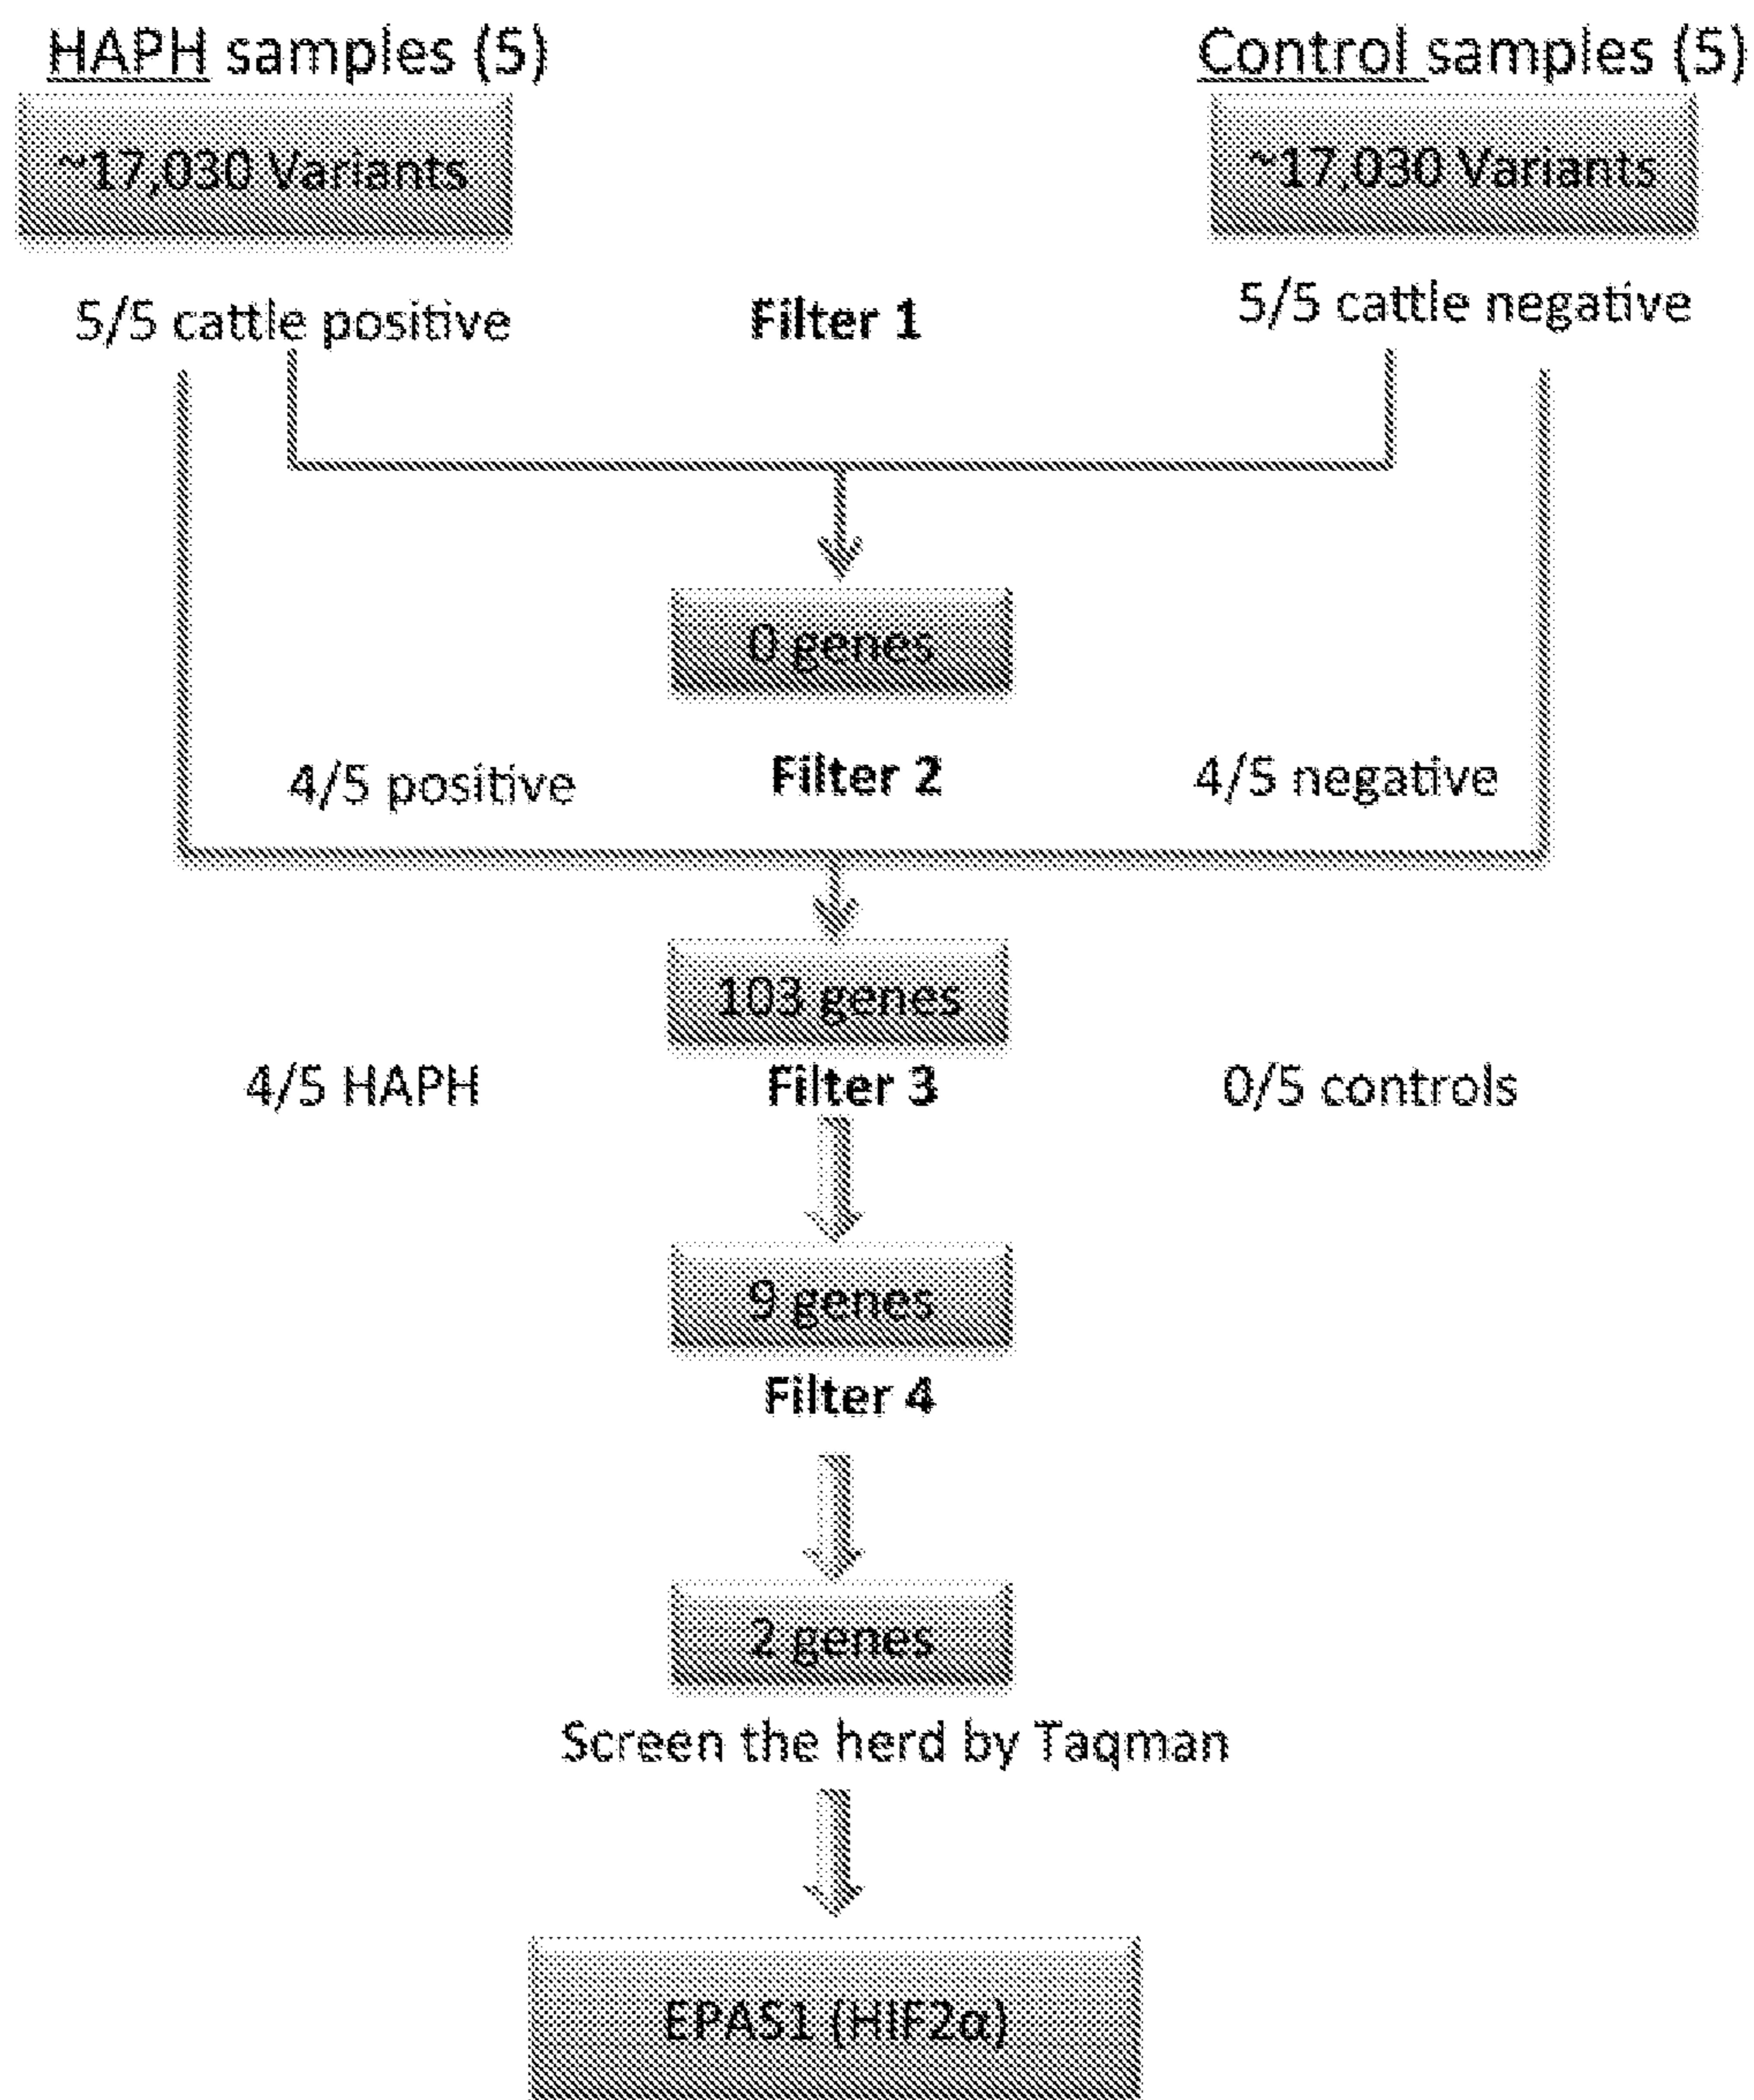 HAPH samples (5)
Control samples (5)
~17,030 Variants
~17,030 Variants
5/5 cattle positive
Filter 1
5/5 cattle negative
0 genes
4/5 positive
Filter 2
4/5 negative
103 genes
4/5 HAPH
Filter 3
0/5 controls
9 genes
Filter 4
2 genes
Screen the herd by Taqman
EPAS1 (HIF2α)